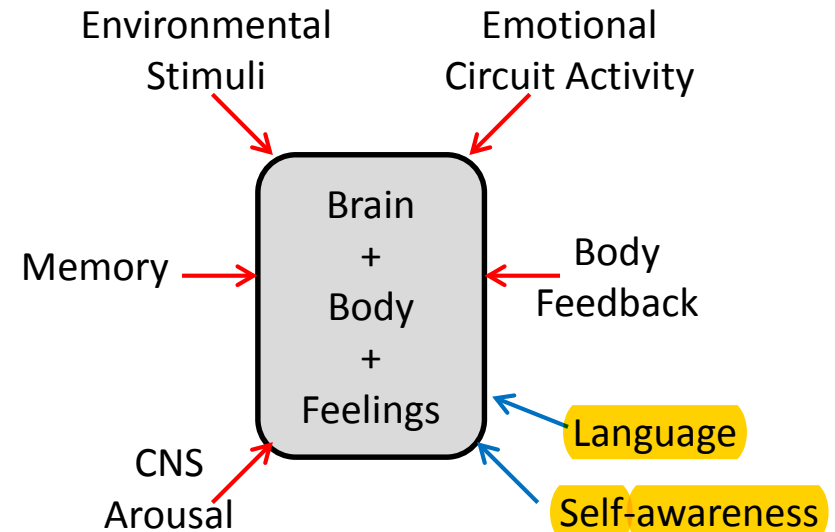 Environmental
Stimuli
Emotional
Circuit Activity
Memory
Brain
+
Body
+
Feelings
Body
Feedback
CNS
Arousal
Language
Self-awareness